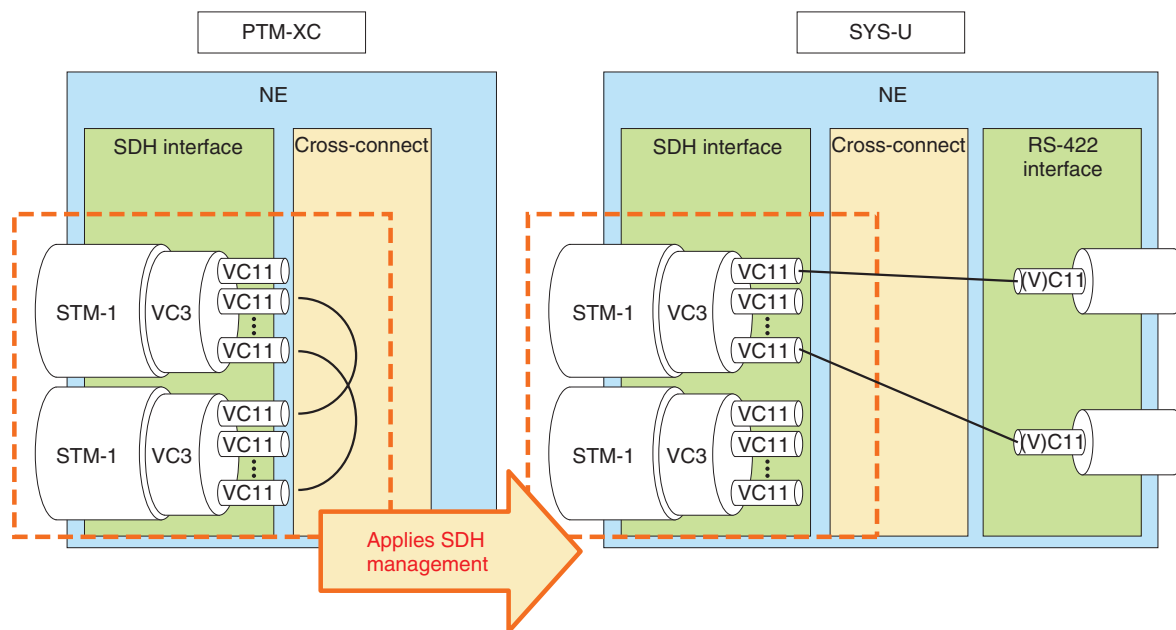 PTM-XC
NE
SDH interface
Cross-connect
STM-1
VC3
VC11
VC11
VC11
STM-1
VC3
VC11
VC11
VC11
Applies SDH
management
SYS-U
NE
SDH interface
Cross-connect
RS-422
interface
STM-1
VC3
VC11
VC11
VC11
(V)C11
STM-1
VC3
VC11
VC11
VC11
(V)C11